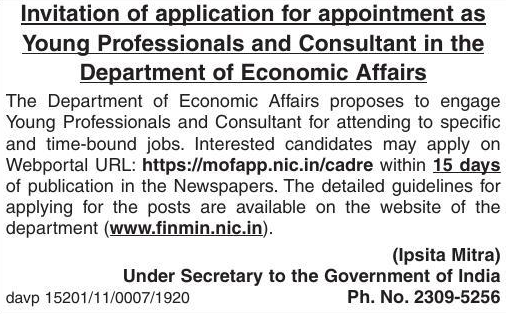 Invitation of application for appointment as
Young Professionals and Consultant in the
Department of Economic Affairs
The Department of Economic Affairs proposes to engage
Young Professionals and Consultant for attending to specific
and time-bound jobs. Interested candidates may apply on
Webportal URL: https://mofapp.nic.in/cadre within 15 days
of publication in the Newspapers. The detailed guidelines for
applying for the posts are available on the website of the
department (www.finmin.nic.in).
(Ipsita Mitra)
Under Secretary to the Government of India
davp 15201/11/0007/1920 Ph. No. 2309-5256